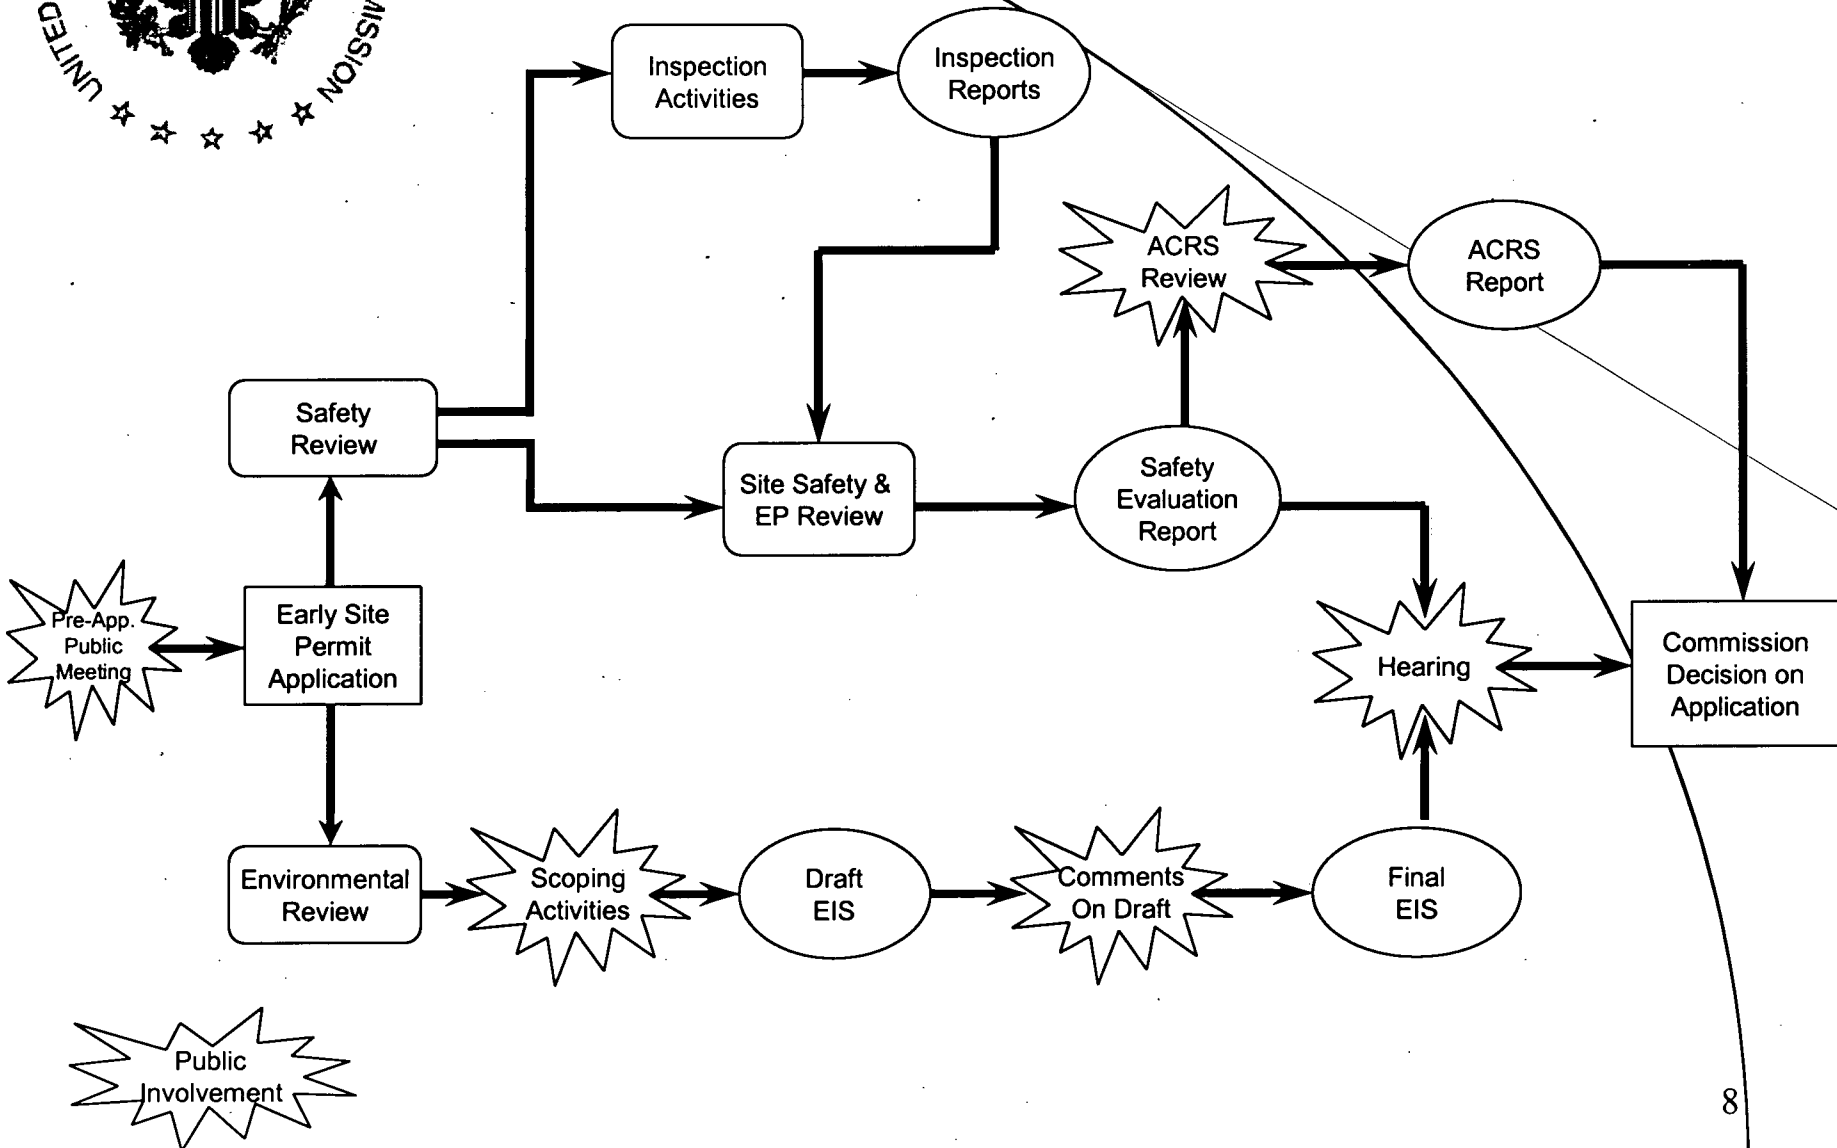 UNITED
MISSION
Inspection
Activities
Inspection
Reports
ACRS
Review
ACRS
Report
Safety
Review
Site Safety &
EP Review
Safety
Evaluation
Report
Pre-App.
Public
Meeting
Early Site
Permit
Application
Hearing
Commission
Decision on
Application
Environmental
Review
Scoping
Activities
Draft
EIS
Comments
On Draft
Final
EIS
Public
Involvement
8